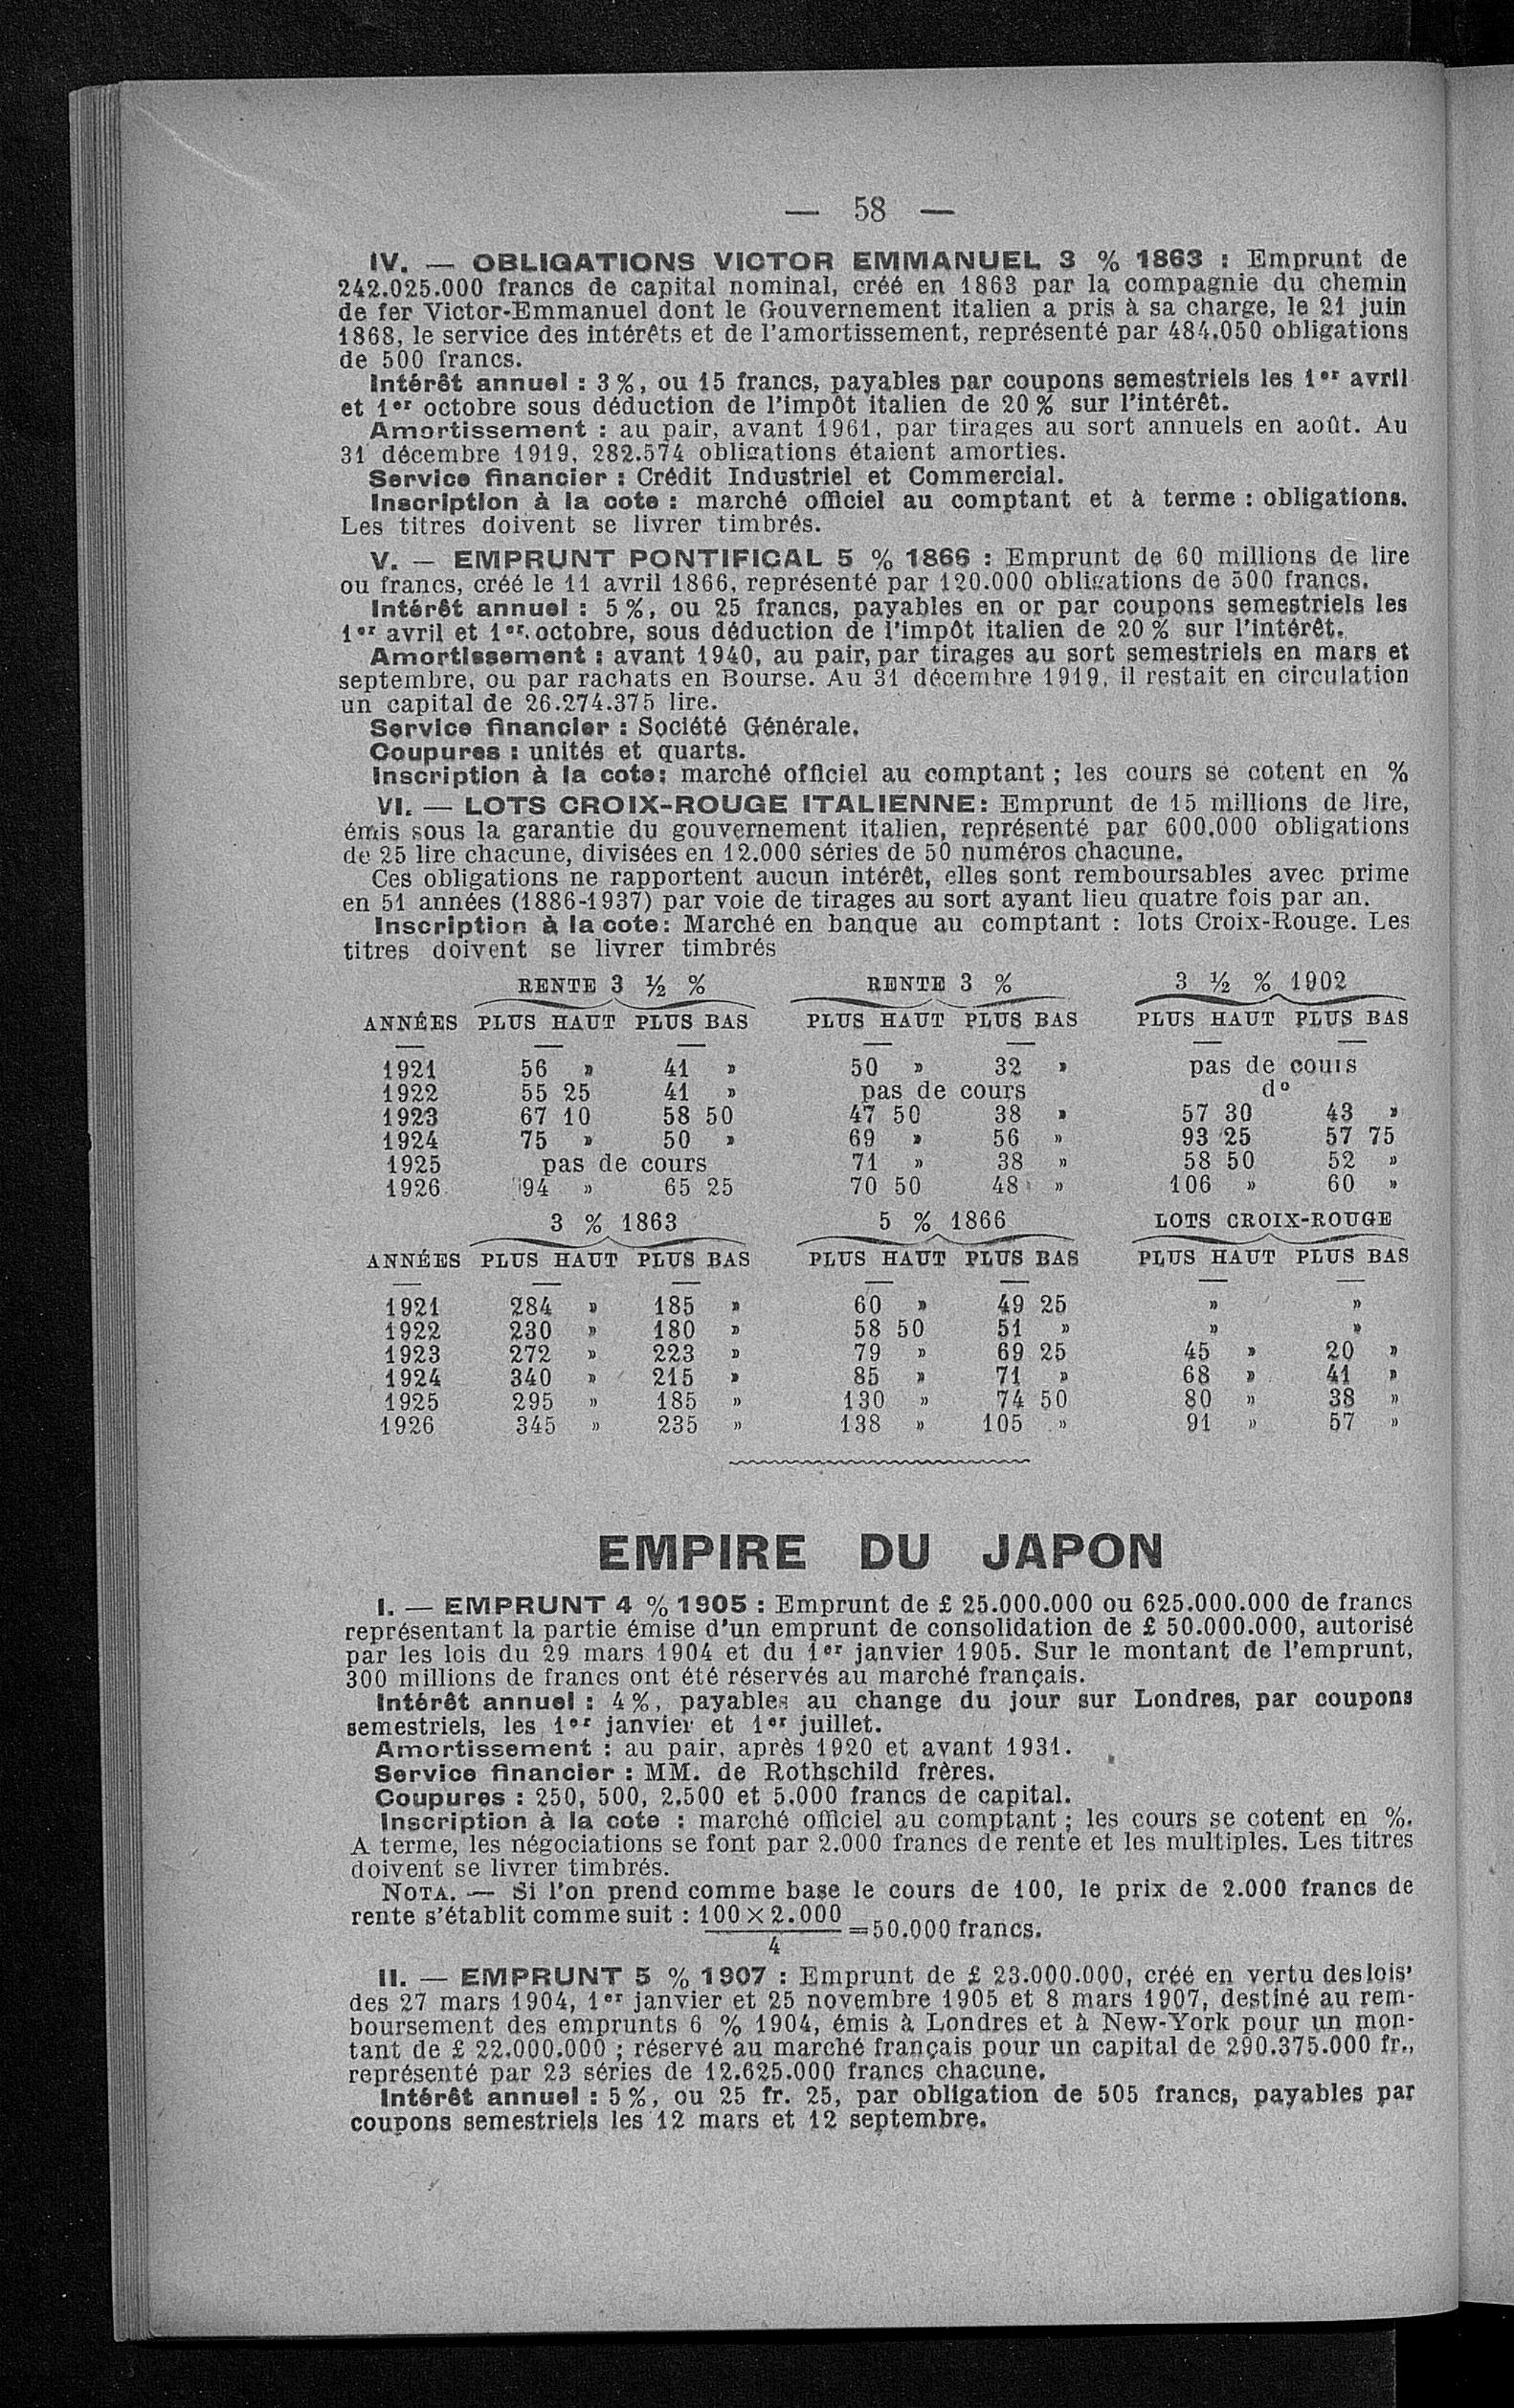 — 58 —
IV. — OBLIGATIONS VICTOR EMMANUEL 3 % 1863 : Emprunt de
242.025.000 francs de capital nominal, créé en 1863 par la compagnie du chemin
de fer Victor-Emmanuel dont le Gouvernement italien a pris à sa charge, le 21 juin
1868, le service des intérêts et de l'amortissement, représenté par 484.050 obligations
de 500 francs.
Intérêt annuel : 3 %, ou 15 francs, payables par coupons semestriels les 1er avril
et 1er octobre sous déduction de l'impôt italien de 20 % sur l'intérêt.
Amortissement : au pair, avant 1961, par tirages au sort annuels en août. Au
31 décembre 1919, 282.574 obligations étaient amorties.
Service financier : Crédit Industriel et Commercial.
Inscription à la cote : marché officiel au comptant et à terme : obligations.
Les titres doivent se livrer timbrés.
V. — EMPRUNT PONTIFICAL 5 % 1866 : Emprunt de 60 millions de lire
ou francs, créé le 11 avril 1866, représenté par 120.000 obligations de 500 francs.
Intérêt annuel : 5 %, ou 25 francs, payables en or par coupons semestriels les
1er avril et 1er octobre, sous déduction de l'impôt italien de 20 % sur l'intérêt.
Amortissement : avant 1940, au pair, par tirages au sort semestriels en mars et
septembre, ou par rachats en Bourse. Au 31 décembre 1919, il restait en circulation
un capital de 26.274.375 lire.
Service financier : Société Générale.
Coupures : unités et quarts.
Inscription à la cote : marché officiel au comptant ; les cours se cotent en %
VI. — LOTS CROIX-ROUGE ITALIENNE : Emprunt de 15 millions de lire,
émis sous la garantie du gouvernement italien, représenté par 600.000 obligations
de 25 lire chacune, divisées en 12.000 séries de 50 numéros chacune.
Ces obligations ne rapportent aucun intérêt, elles sont remboursables avec prime
en 51 années (1886-1937) par voie de tirages au sort ayant lieu quatre fois par an.
Inscription à la cote : Marché en banque au comptant : lots Croix-Rouge. Les
titres doivent se livrer timbrés
RENTE 3 ½ % RENTE 3 % 3 ½ % 1902
ANNÉES PLUS HAUT PLUS BAS PLUS HAUT PLUS BAS PLUS HAUT PLUS BAS
1921 56 » 41 » 50 » 32 » pas de cours
1922 55 25 41 » pas de cours d°
1923 67 10 58 50 47 50 38 » 57 30 43 »
1924 75 » 50 » 69 » 56 » 93 25 57 75
1925 pas de cours 71 » 38 » 58 50 52 »
1926 94 » 65 25 70 50 48 » 106 » 60 »
3 % 1863 5 % 1866 LOTS CROIX-ROUGE
ANNÉES PLUS HAUT PLUS BAS PLUS HAUT PLUS BAS PLUS HAUT PLUS BAS
1921 284 » 185 » 60 » 49 25 » »
1922 230 » 180 » 58 50 51 » » »
1923 272 » 223 » 79 » 69 25 45 » 20 »
1924 340 » 215 » 85 » 71 » 68 » 41 »
1925 295 » 185 » 130 » 74 50 80 » 38 »
1926 345 » 235 » 138 » 105 » 91 » 57 »
EMPIRE DU JAPON
I. — EMPRUNT 4 % 1905 : Emprunt de £ 25.000.000 ou 625.000.000 de francs
représentant la partie émise d'un emprunt de consolidation de £ 50.000.000, autorisé
par les lois du 29 mars 1904 et du 1er janvier 1905. Sur le montant de l'emprunt,
300 millions de francs ont été réservés au marché français.
Intérêt annuel : 4 %, payables au change du jour sur Londres, par coupons
semestriels, les 1er janvier et 1er juillet.
Amortissement : au pair, après 1920 et avant 1931.
Service financier : MM. de Rothschild frères.
Coupures : 250, 500, 2.500 et 5.000 francs de capital.
Inscription à la cote : marché officiel au comptant ; les cours se cotent en %.
A terme, les négociations se font par 2.000 francs de rente et les multiples. Les titres
doivent se livrer timbrés.
NOTA. — Si l'on prend comme base le cours de 100, le prix de 2.000 francs de
rente s'établit comme suit : 100 × 2.000 / 4 = 50.000 francs.
II. — EMPRUNT 5 % 1907 : Emprunt de £ 23.000.000, créé en vertu des lois'
des 27 mars 1904, 1er janvier et 25 novembre 1905 et 8 mars 1907, destiné au rem-
boursement des emprunts 6 % 1904, émis à Londres et à New-York pour un mon-
tant de £ 22.000.000 ; réservé au marché français pour un capital de 290.375.000 fr.,
représenté par 23 séries de 12.625.000 francs chacune.
Intérêt annuel : 5 %, ou 25 fr. 25, par obligation de 505 francs, payables par
coupons semestriels les 12 mars et 12 septembre.